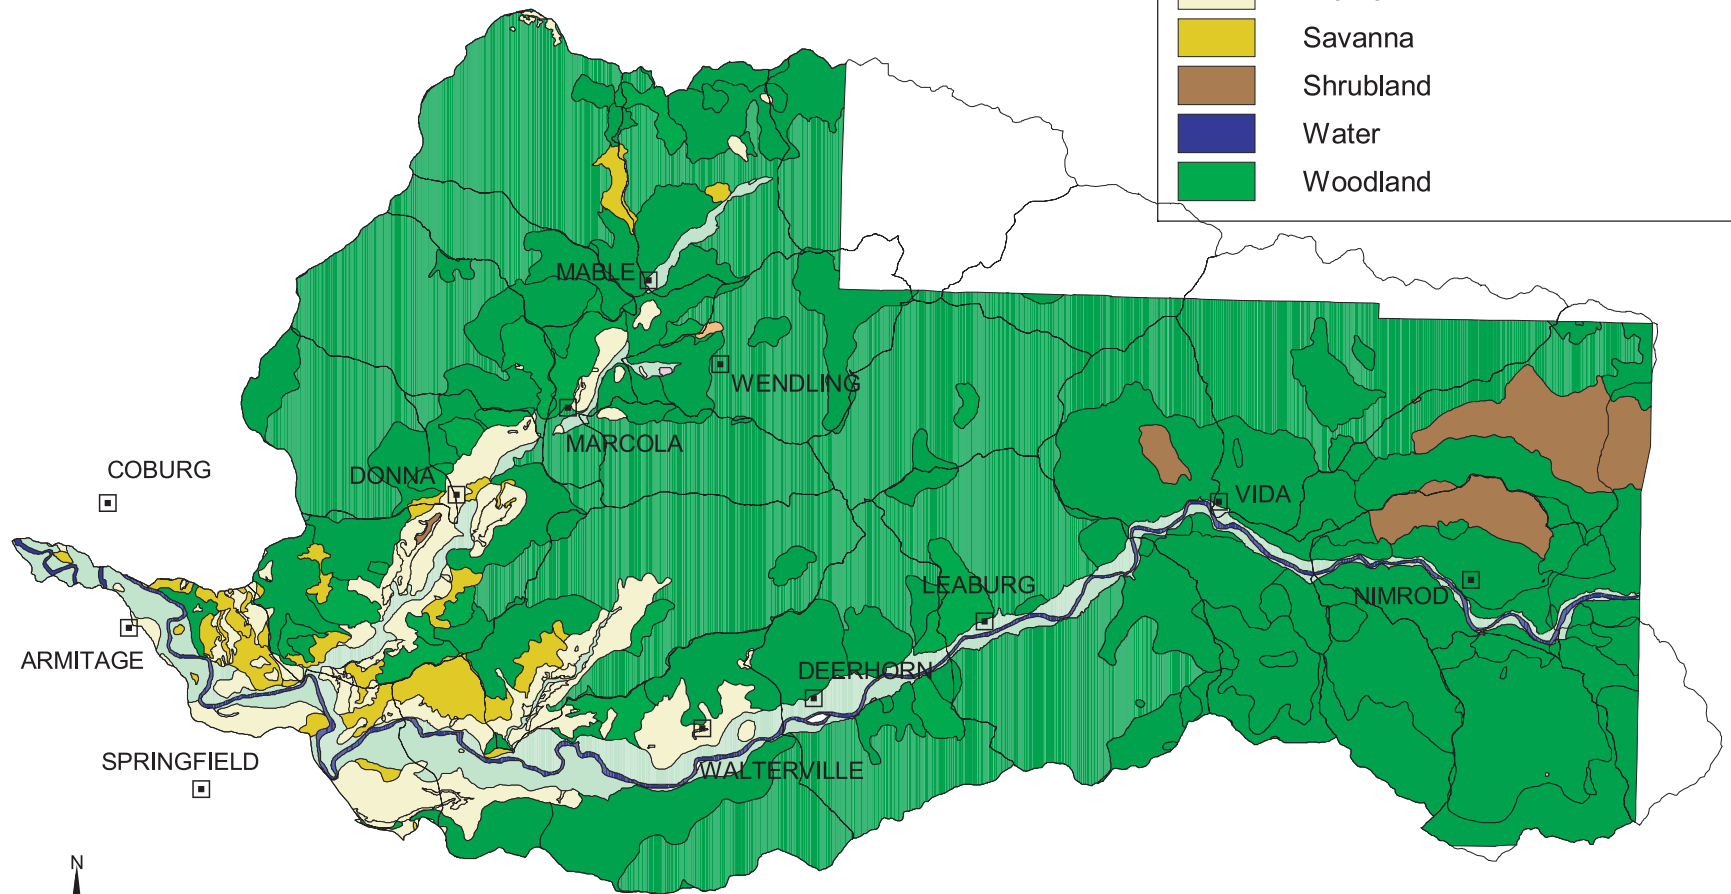 Savanna
Shrubland
Water
Woodland
MABLE
WENDLING
MARCOLA
COBURG
DONNA
VIDA
LEABURG
NIMROD
ARMITAGE
DEERHORN
SPRINGFIELD
WALTERVILLE
N